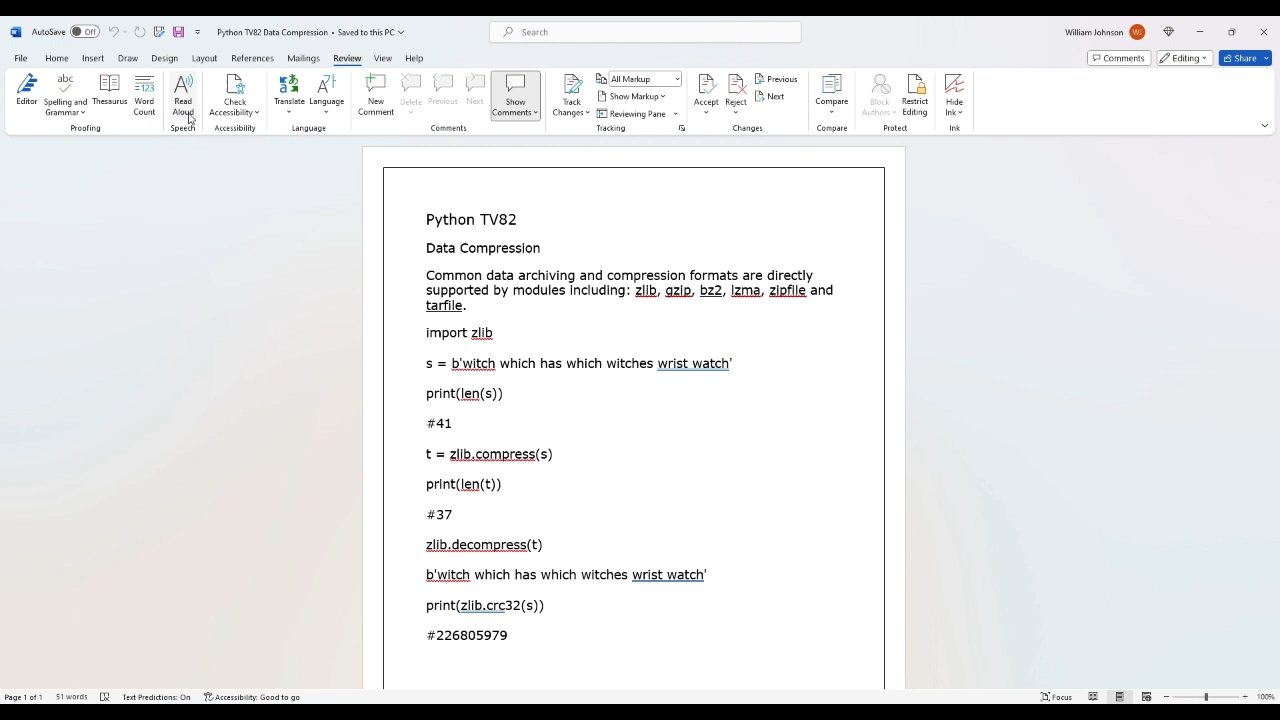 AutoSave Off Python TV82 Data Compression • Saved to this PC Search William Johnson WJ
File Home Insert Draw Design Layout References Mailings Review View Help Comments Editing Share
Editor
Spelling and Grammar
Thesaurus
Word Count
Read Aloud
Check Accessibility
Translate
Language
New Comment
Delete
Previous
Next
Show Comments
Track Changes
All Markup
Show Markup
Reviewing Pane
Accept
Reject
Previous
Next
Compare
Block Authors
Restrict Editing
Hide Ink
Proofing Speech Accessibility Language Comments Tracking Changes Compare Protect Ink
Python TV82
Data Compression
Common data archiving and compression formats are directly
supported by modules including: zlib, gzip, bz2, lzma, zipfile and
tarfile.
import zlib
s = b'witch which has which witches wrist watch'
print(len(s))
#41
t = zlib.compress(s)
print(len(t))
#37
zlib.decompress(t)
b'witch which has which witches wrist watch'
print(zlib.crc32(s))
#226805979
Page 1 of 1 51 words Text Predictions: On Accessibility: Good to go Focus 100%